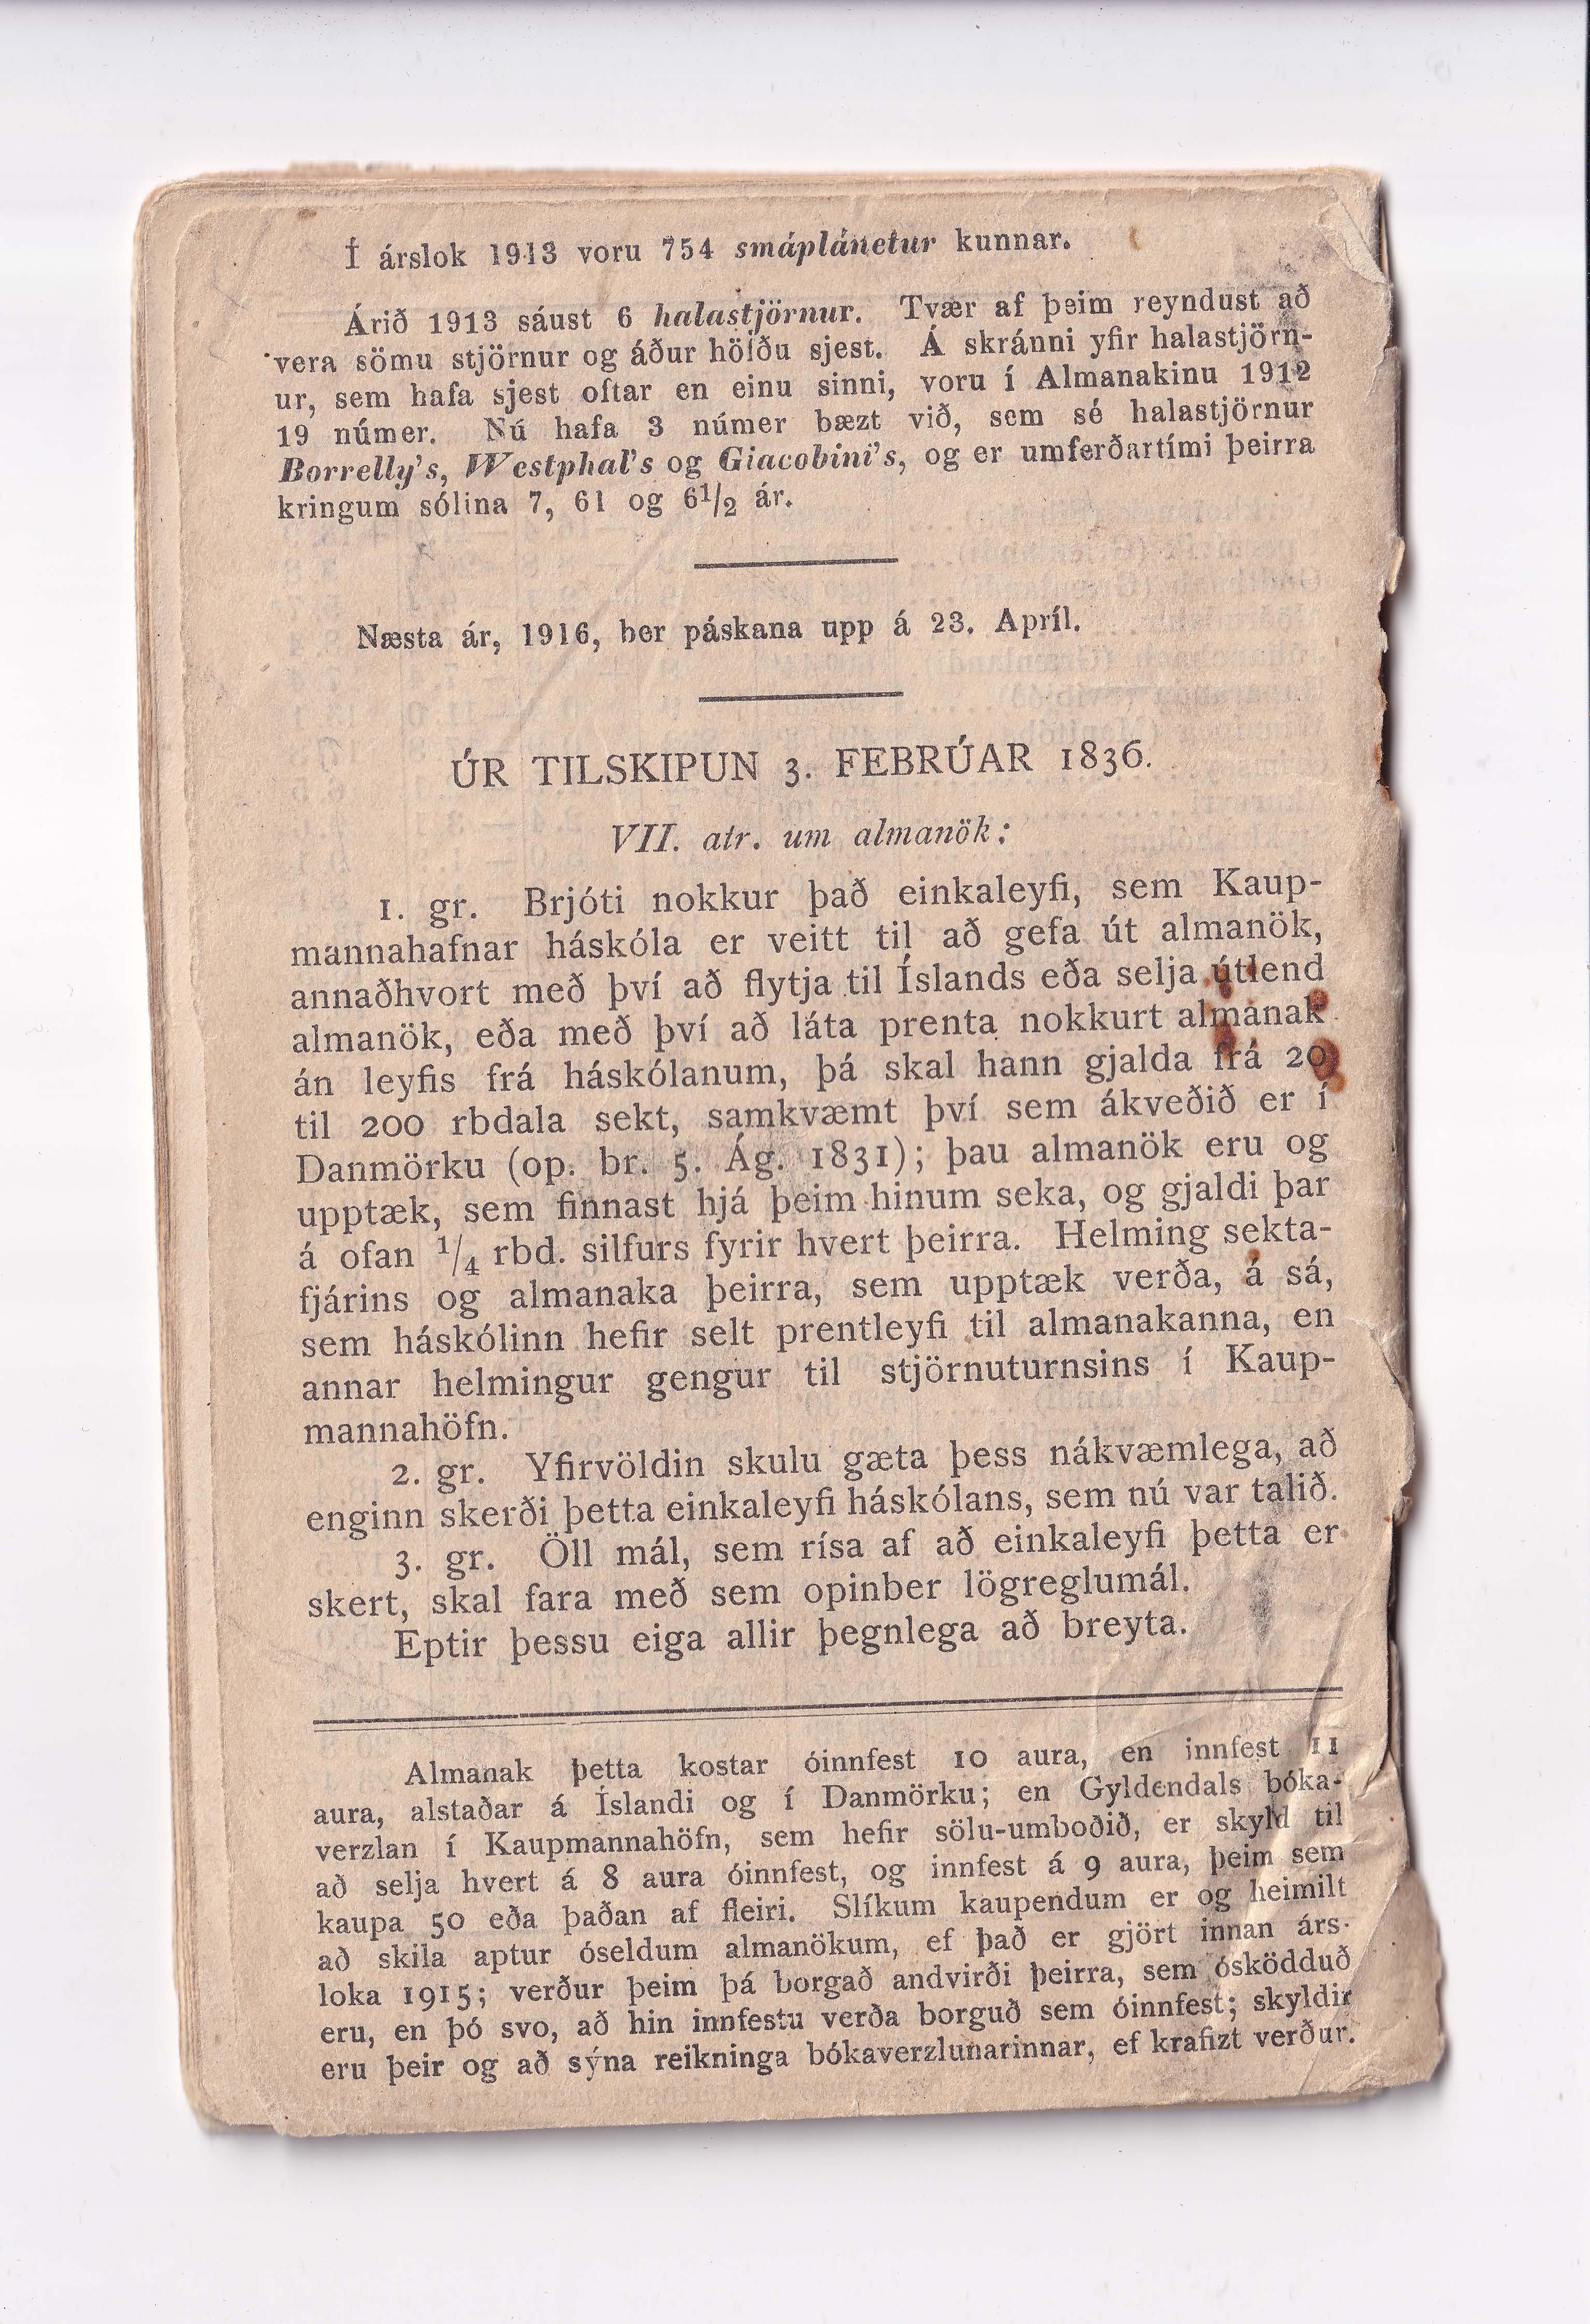 Í árslok 1913 voru 754 smáplánetur kunnar.
Árið 1913 sáust 6 halastjörnur. Tvær af þeim reyndust að
vera sömu stjörnur og áður höfðu sjest. Á skránni yfir halastjörn-
ur, sem hafa sjest oftar en einu sinni, voru í Almanakinu 1912
19 númer. Nú hafa 3 númer bæzt við, sem sé halastjörnur
Borrelly's, Westphal's og Giacobini's, og er umferðartími þeirra
kringum sólina 7, 61 og 6 1/2 ár.
Næsta ár, 1916, ber páskana upp á 23. Apríl.
ÚR TILSKIPUN 3. FEBRÚAR 1836.
VII. atr. um almanök:
1. gr. Brjóti nokkur það einkaleyfi, sem Kaup-
mannahafnar háskóla er veitt til að gefa út almanök,
annaðhvort með því að flytja til Íslands eða selja útlend
almanök, eða með því að láta prenta nokkurt almanak
án leyfis frá háskólanum, þá skal hann gjalda frá 20
til 200 rbdala sekt, samkvæmt því sem ákveðið er í
Danmörku (op. br. 5. Ág. 1831); þau almanök eru og
upptæk, sem finnast hjá þeim hinum seka, og gjaldi þar
á ofan 1/4 rbd. silfurs fyrir hvert þeirra. Helming sekta-
fjárins og almanaka þeirra, sem upptæk verða, á sá,
sem háskólinn hefir selt prentleyfi til almanakanna, en
annar helmingur gengur til stjörnuturnsins í Kaup-
mannahöfn.
2. gr. Yfirvöldin skulu gæta þess nákvæmlega, að
enginn skerði þetta einkaleyfi háskólans, sem nú var talið.
3. gr. Öll mál, sem rísa af að einkaleyfi þetta er
skert, skal fara með sem opinber lögreglumál.
Eptir þessu eiga allir þegnlega að breyta.
Almanak þetta kostar óinnfest 10 aura, en innfest 11
aura, alstaðar á Íslandi og í Danmörku; en Gyldendals bóka-
verzlan í Kaupmannahöfn, sem hefir sölu-umboðið, er skyld til
að selja hvert á 8 aura óinnfest, og innfest á 9 aura, þeim sem
kaupa 50 eða þaðan af fleiri. Slíkum kaupendum er og heimilt
að skila aptur óseldum almanökum, ef það er gjört innan árs-
loka 1915; verður þeim þá borgað andvirði þeirra, sem ósködduð
eru, en þó svo, að hin innfestu verða borguð sem óinnfest; skyldir
eru þeir og að sýna reikninga bókaverzlunarinnar, ef krafizt verður.